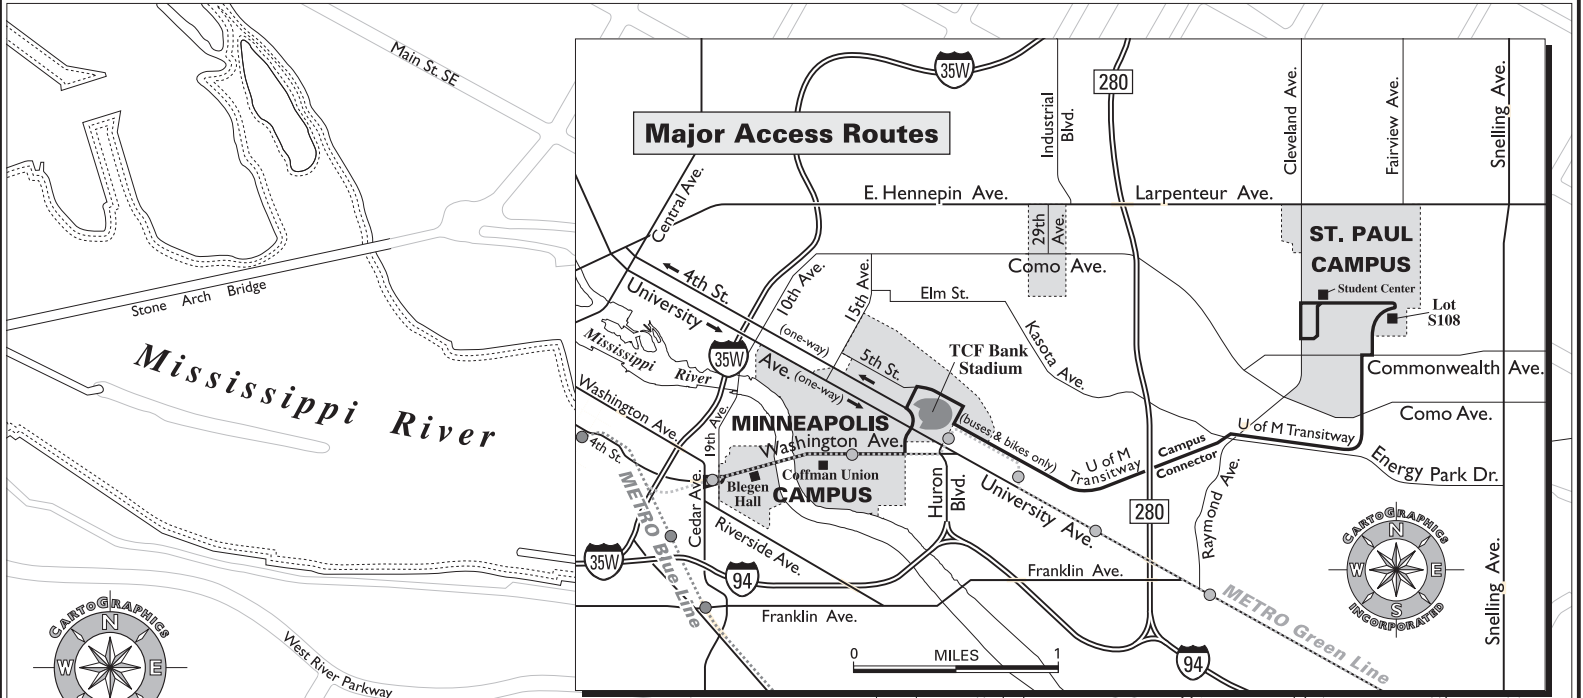 Main St. SE
Stone Arch Bridge
Mississippi River
West River Parkway
CARTOGRAPHICS
N
W
E
Major Access Routes
35W
280
Industrial
Blvd.
Cleveland Ave.
Fairview Ave.
Snelling Ave.
Central Ave.
E. Hennepin Ave.
Larpenteur Ave.
29th
Ave.
Como Ave.
ST. PAUL
CAMPUS
Student Center
Lot
S108
4th St.
University
(one-way)
10th Ave.
15th Ave.
Elm St.
Kasota Ave.
Mississippi
River
35W
Ave. (one-way)
5th St.
TCF Bank
Stadium
Commonwealth Ave.
Como Ave.
Washington Ave.
4th St.
19th Ave.
MINNEAPOLIS
Washington Ave.
Coffman Union
CAMPUS
Blegen
Hall
(buses & bikes only)
U of M
Transitway
Campus
Connector
U of M Transitway
Energy Park Dr.
METRO Blue Line
Cedar Ave.
Riverside Ave.
Huron
Blvd.
University Ave.
280
Raymond Ave.
Snelling Ave.
35W
94
Franklin Ave.
Franklin Ave.
METRO Green Line
94
0 MILES 1
CARTOGRAPHICS
N
W
E
S
INCORPORATED